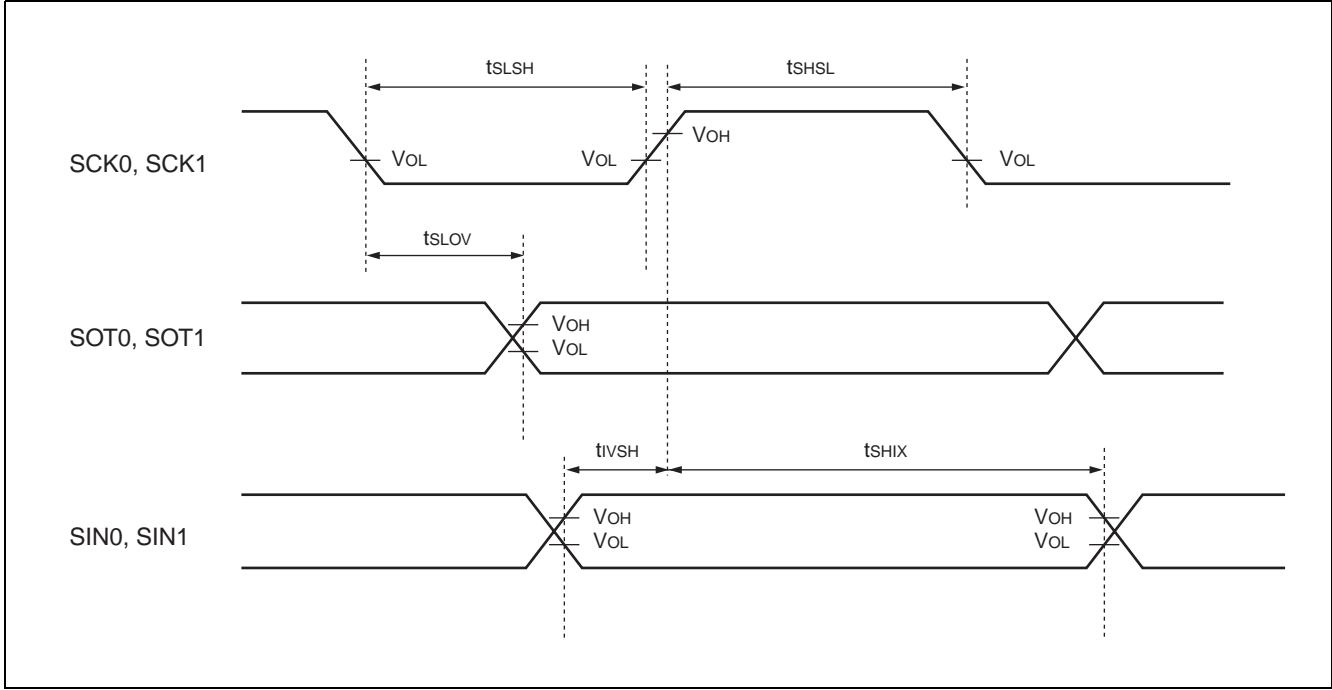 tSLSH tSHSL
SCK0, SCK1
VOL VOL VOH VOL
tSLOV
SOT0, SOT1
VOH
VOL
tIVSH tSHIX
SIN0, SIN1
VOH VOH
VOL VOL